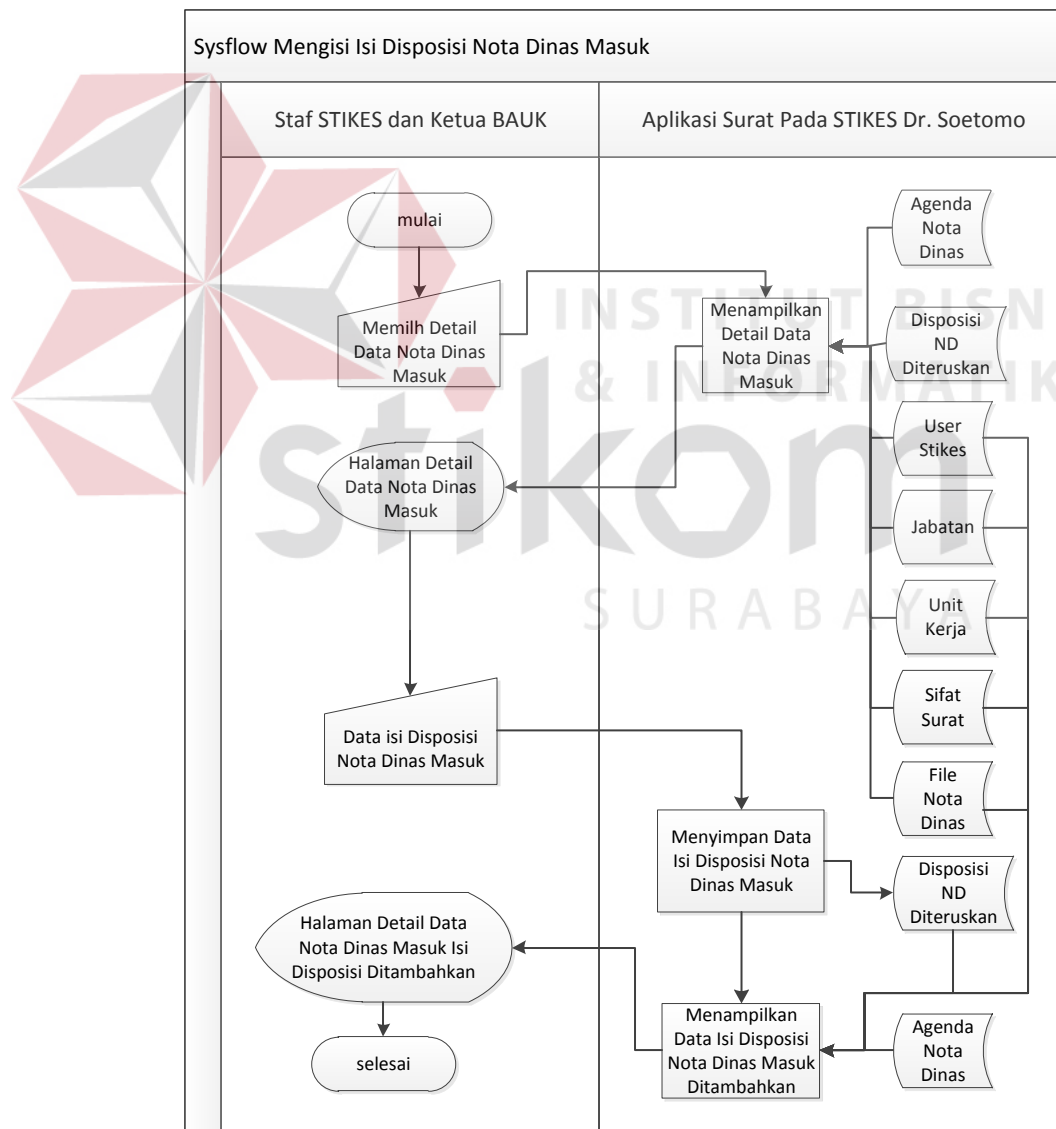 Sysflow Mengisi Isi Disposisi Nota Dinas Masuk
Staf STIKES dan Ketua BAUK
Aplikasi Surat Pada STIKES Dr. Soetomo
mulai
Agenda
Nota
Dinas
Memilh Detail
Data Nota Dinas
Masuk
Menampilkan
Detail Data
Nota Dinas
Masuk
Disposisi
ND
Diteruskan
INSTITUT BISN
& INFORMATIK
stikom
SURABAYA
User
Stikes
Halaman Detail
Data Nota Dinas
Masuk
Jabatan
Unit
Kerja
Sifat
Surat
Data isi Disposisi
Nota Dinas Masuk
File
Nota
Dinas
Menyimpan Data
Isi Disposisi Nota
Dinas Masuk
Disposisi
ND
Diteruskan
Halaman Detail Data
Nota Dinas Masuk Isi
Disposisi Ditambahkan
Menampilkan
Data Isi Disposisi
Nota Dinas Masuk
Ditambahkan
Agenda
Nota
Dinas
selesai